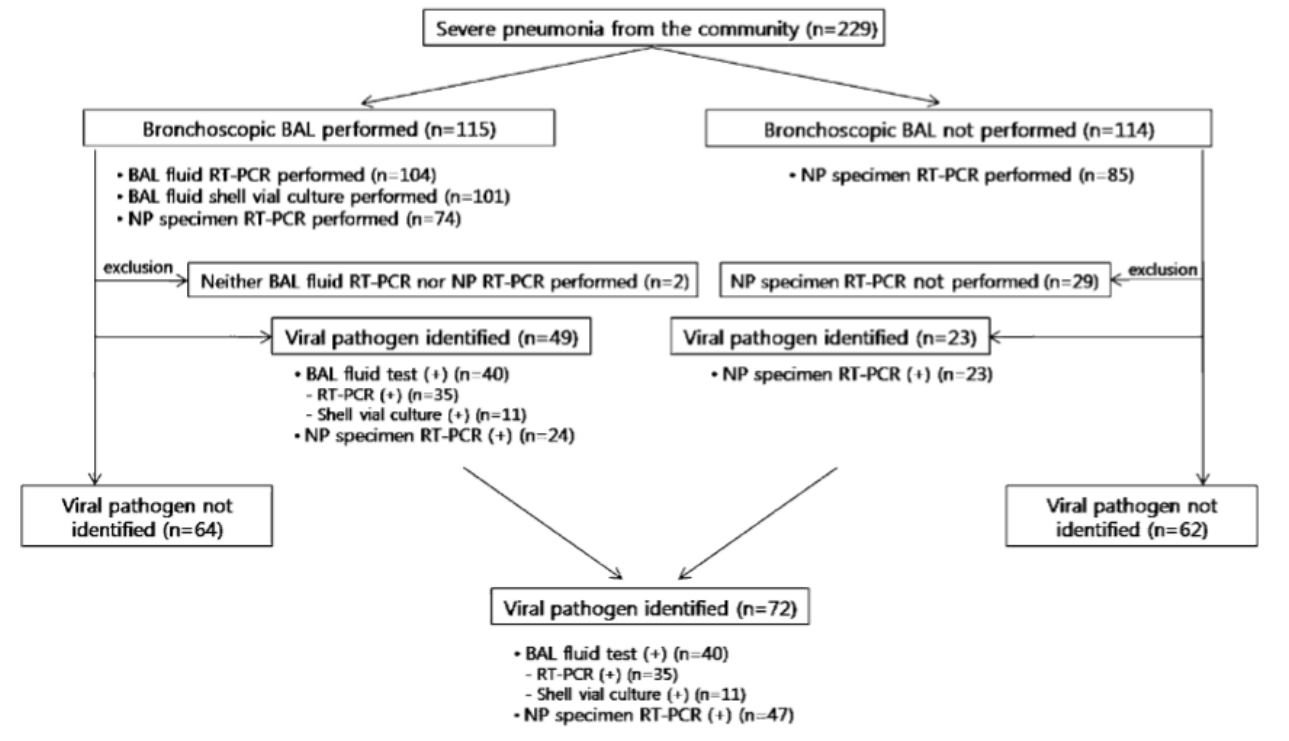 Severe pneumonia from the community (n=229)
Bronchoscopic BAL performed (n=115)
• BAL fluid RT-PCR performed (n=104)
• BAL fluid shell vial culture performed (n=101)
• NP specimen RT-PCR performed (n=74)
Bronchoscopic BAL not performed (n=114)
• NP specimen RT-PCR performed (n=85)
exclusion
Neither BAL fluid RT-PCR nor NP RT-PCR performed (n=2)
NP specimen RT-PCR not performed (n=29)
exclusion
Viral pathogen identified (n=49)
• BAL fluid test (+) (n=40)
- RT-PCR (+) (n=35)
- Shell vial culture (+) (n=11)
• NP specimen RT-PCR (+) (n=24)
Viral pathogen identified (n=23)
• NP specimen RT-PCR (+) (n=23)
Viral pathogen not
identified (n=64)
Viral pathogen not
identified (n=62)
Viral pathogen identified (n=72)
• BAL fluid test (+) (n=40)
- RT-PCR (+) (n=35)
- Shell vial culture (+) (n=11)
• NP specimen RT-PCR (+) (n=47)